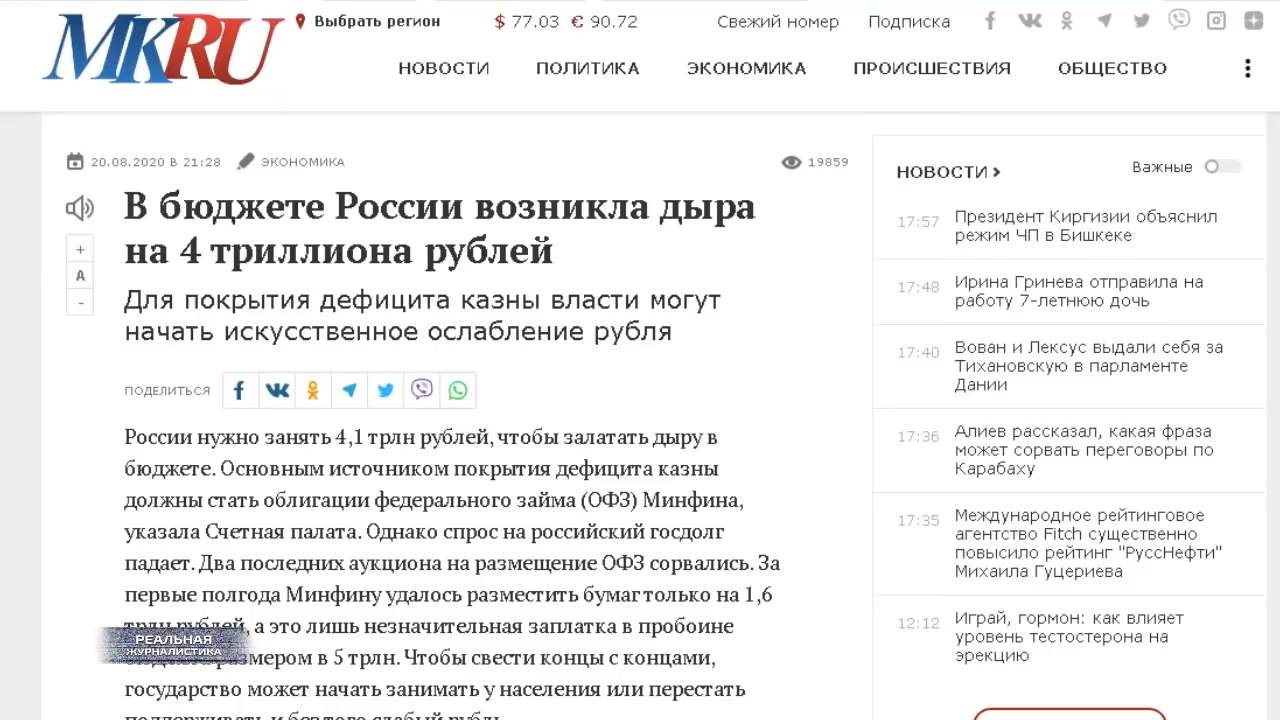 MKRU
Выбрать регион
$ 77.03 € 90.72
Свежий номер
Подписка
НОВОСТИ
ПОЛИТИКА
ЭКОНОМИКА
ПРОИСШЕСТВИЯ
ОБЩЕСТВО
20.08.2020 В 21:28
ЭКОНОМИКА
19859
В бюджете России возникла дыра
на 4 триллиона рублей
+
A
-
Для покрытия дефицита казны власти могут
начать искусственное ослабление рубля
ПОДЕЛИТЬСЯ
России нужно занять 4,1 трлн рублей, чтобы залатать дыру в
бюджете. Основным источником покрытия дефицита казны
должны стать облигации федерального займа (ОФЗ) Минфина,
указала Счетная палата. Однако спрос на российский госдолг
падает. Два последних аукциона на размещение ОФЗ сорвались. За
первые полгода Минфину удалось разместить бумаг только на 1,6
трлн рублей, а это лишь незначительная заплатка в пробоине
размером в 5 трлн. Чтобы свести концы с концами,
государство может начать занимать у населения или перестать
поддерживать и без того слабый рубль.
РЕАЛЬНАЯ
ЖУРНАЛИСТИКА
НОВОСТИ
Важные
17:57
Президент Киргизии объяснил
режим ЧП в Бишкеке
17:48
Ирина Гринева отправила на
работу 7-летнюю дочь
17:40
Вован и Лексус выдали себя за
Тихановскую в парламенте
Дании
17:36
Алиев рассказал, какая фраза
может сорвать переговоры по
Карабаху
17:35
Международное рейтинговое
агентство Fitch существенно
повысило рейтинг "РуссНефти"
Михаила Гуцериева
12:12
Играй, гормон: как влияет
уровень тестостерона на
эрекцию